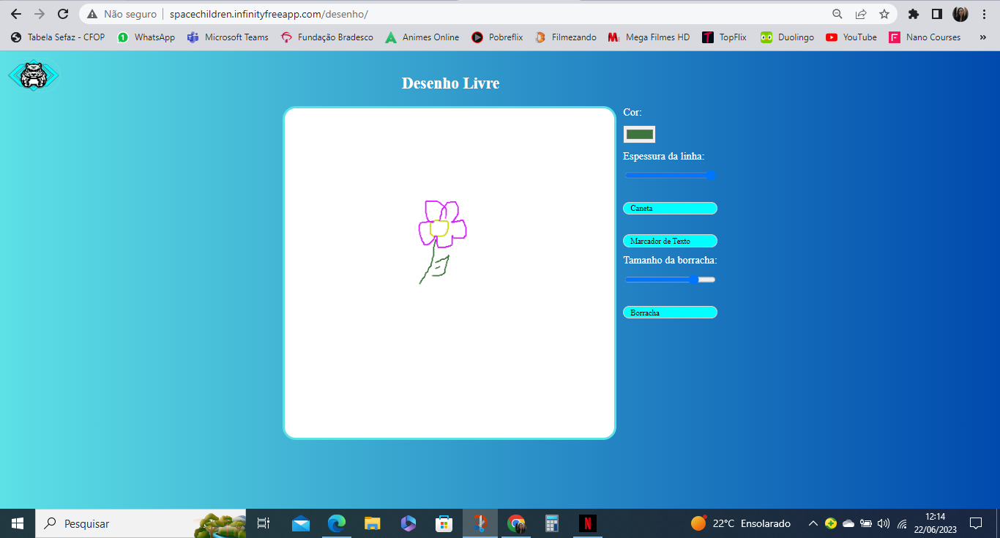 Não seguro | spacechildren.infinityfreeapp.com/desenho/
Tabela Sefaz - CFOP WhatsApp Microsoft Teams Fundação Bradesco Animes Online Pobreflix Filmezando Mega Filmes HD TopFlix Duolingo YouTube Nano Courses »
Desenho Livre
Cor:
Espessura da linha:
Caneta
Marcador de Texto
Tamanho da borracha:
Borracha
Pesquisar
22°C Ensolarado
12:14
22/06/2023